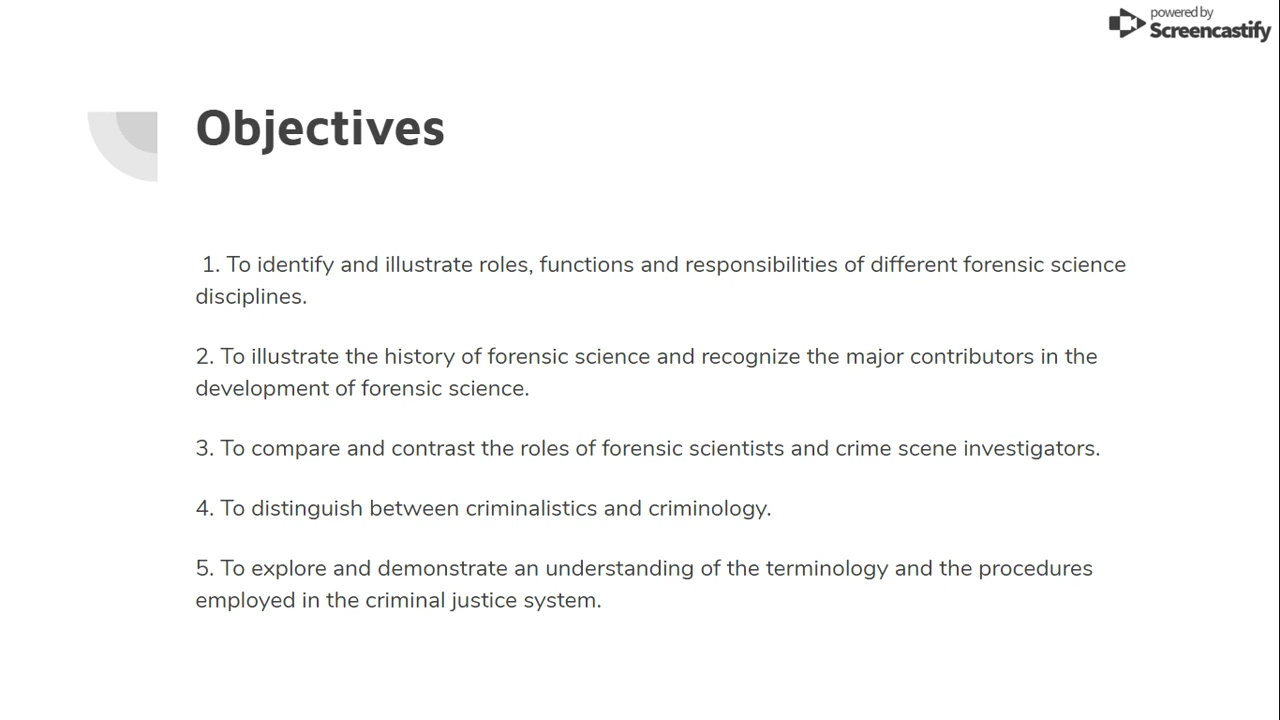 powered by
Screencastify
Objectives
1. To identify and illustrate roles, functions and responsibilities of different forensic science
disciplines.
2. To illustrate the history of forensic science and recognize the major contributors in the
development of forensic science.
3. To compare and contrast the roles of forensic scientists and crime scene investigators.
4. To distinguish between criminalistics and criminology.
5. To explore and demonstrate an understanding of the terminology and the procedures
employed in the criminal justice system.